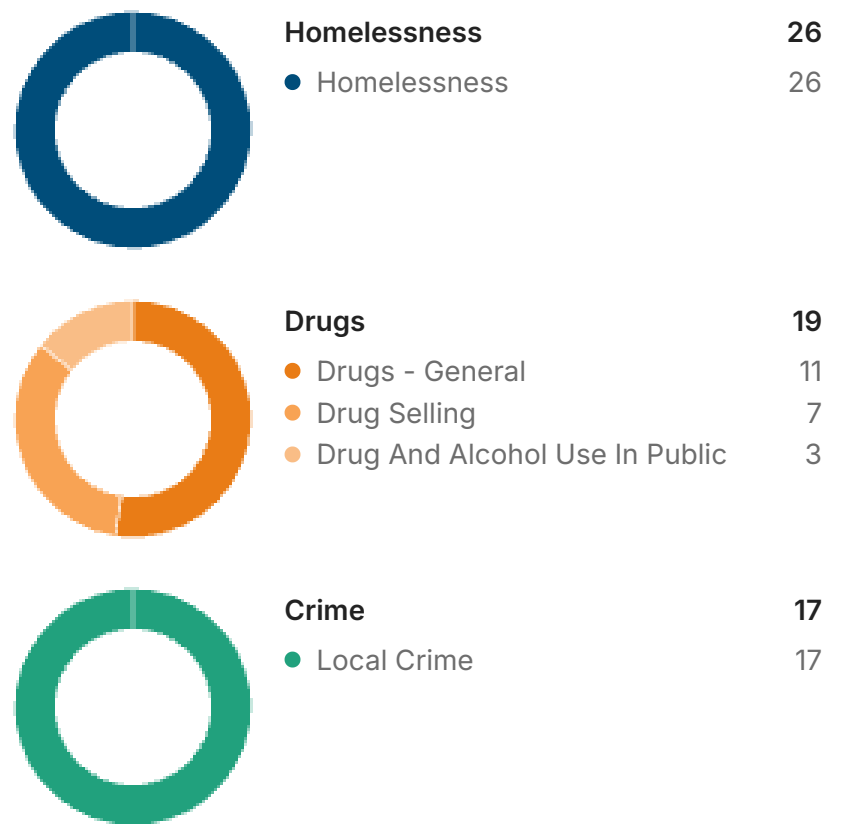 Homelessness 26
Homelessness 26
Drugs 19
Drugs - General 11
Drug Selling 7
Drug And Alcohol Use In Public 3
Crime 17
Local Crime 17